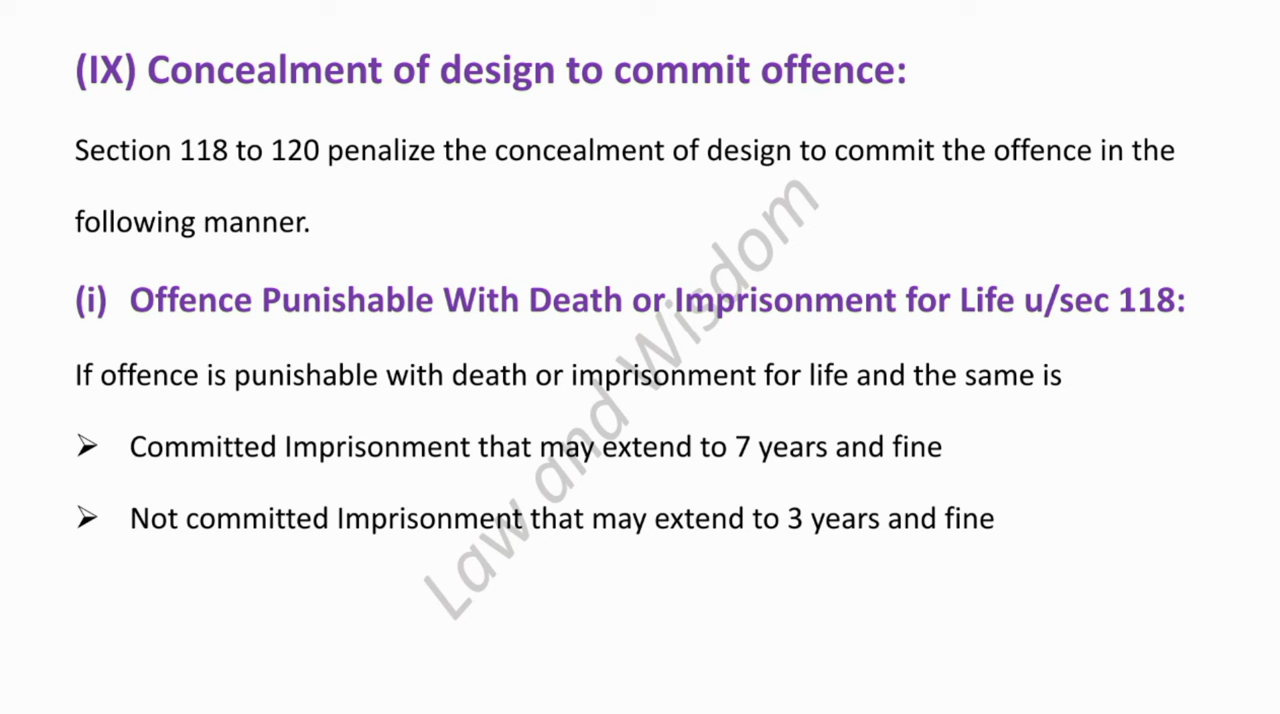 (IX) Concealment of design to commit offence:
Section 118 to 120 penalize the concealment of design to commit the offence in the
following manner.
(i) Offence Punishable With Death or Imprisonment for Life u/sec 118:
If offence is punishable with death or imprisonment for life and the same is
➢ Committed Imprisonment that may extend to 7 years and fine
➢ Not committed Imprisonment that may extend to 3 years and fine
Law and Wisdom